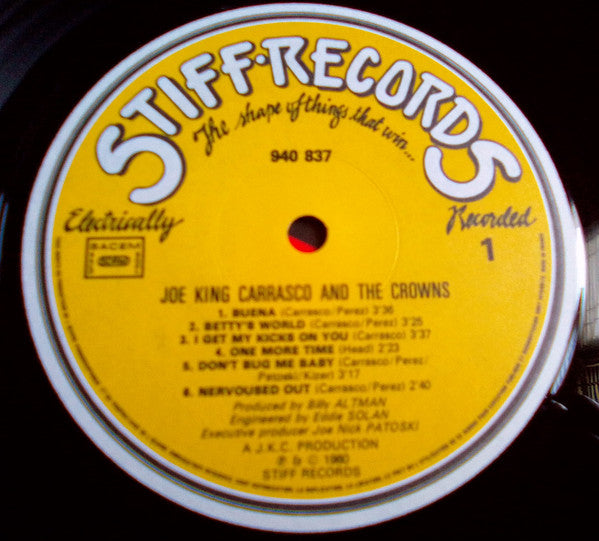 STIFF·RECORDS
The shape of things that win...
940 837
Electrically
Recorded
SACEM
1
JOE KING CARRASCO AND THE CROWNS
1. BUENA (Carrasco/Perez) 3'36
2. BETTY'S WORLD (Carrasco/Perez) 3'25
3. I GET MY KICKS ON YOU (Carrasco/Perez) 3'37
4. ONE MORE TIME (Head) 2'23
5. DON'T BUG ME BABY (Carrasco/Perez/
Patoski/Kizer) 3'17
6. NERVOUBED OUT (Carrasco/Perez) 2'40
Produced by Billy ALTMAN
Engineered by Eddie SOLAN
Executive producer Joe Nick PATOSKI
A J.K.C. PRODUCTION
℗ & © 1980
STIFF RECORDS